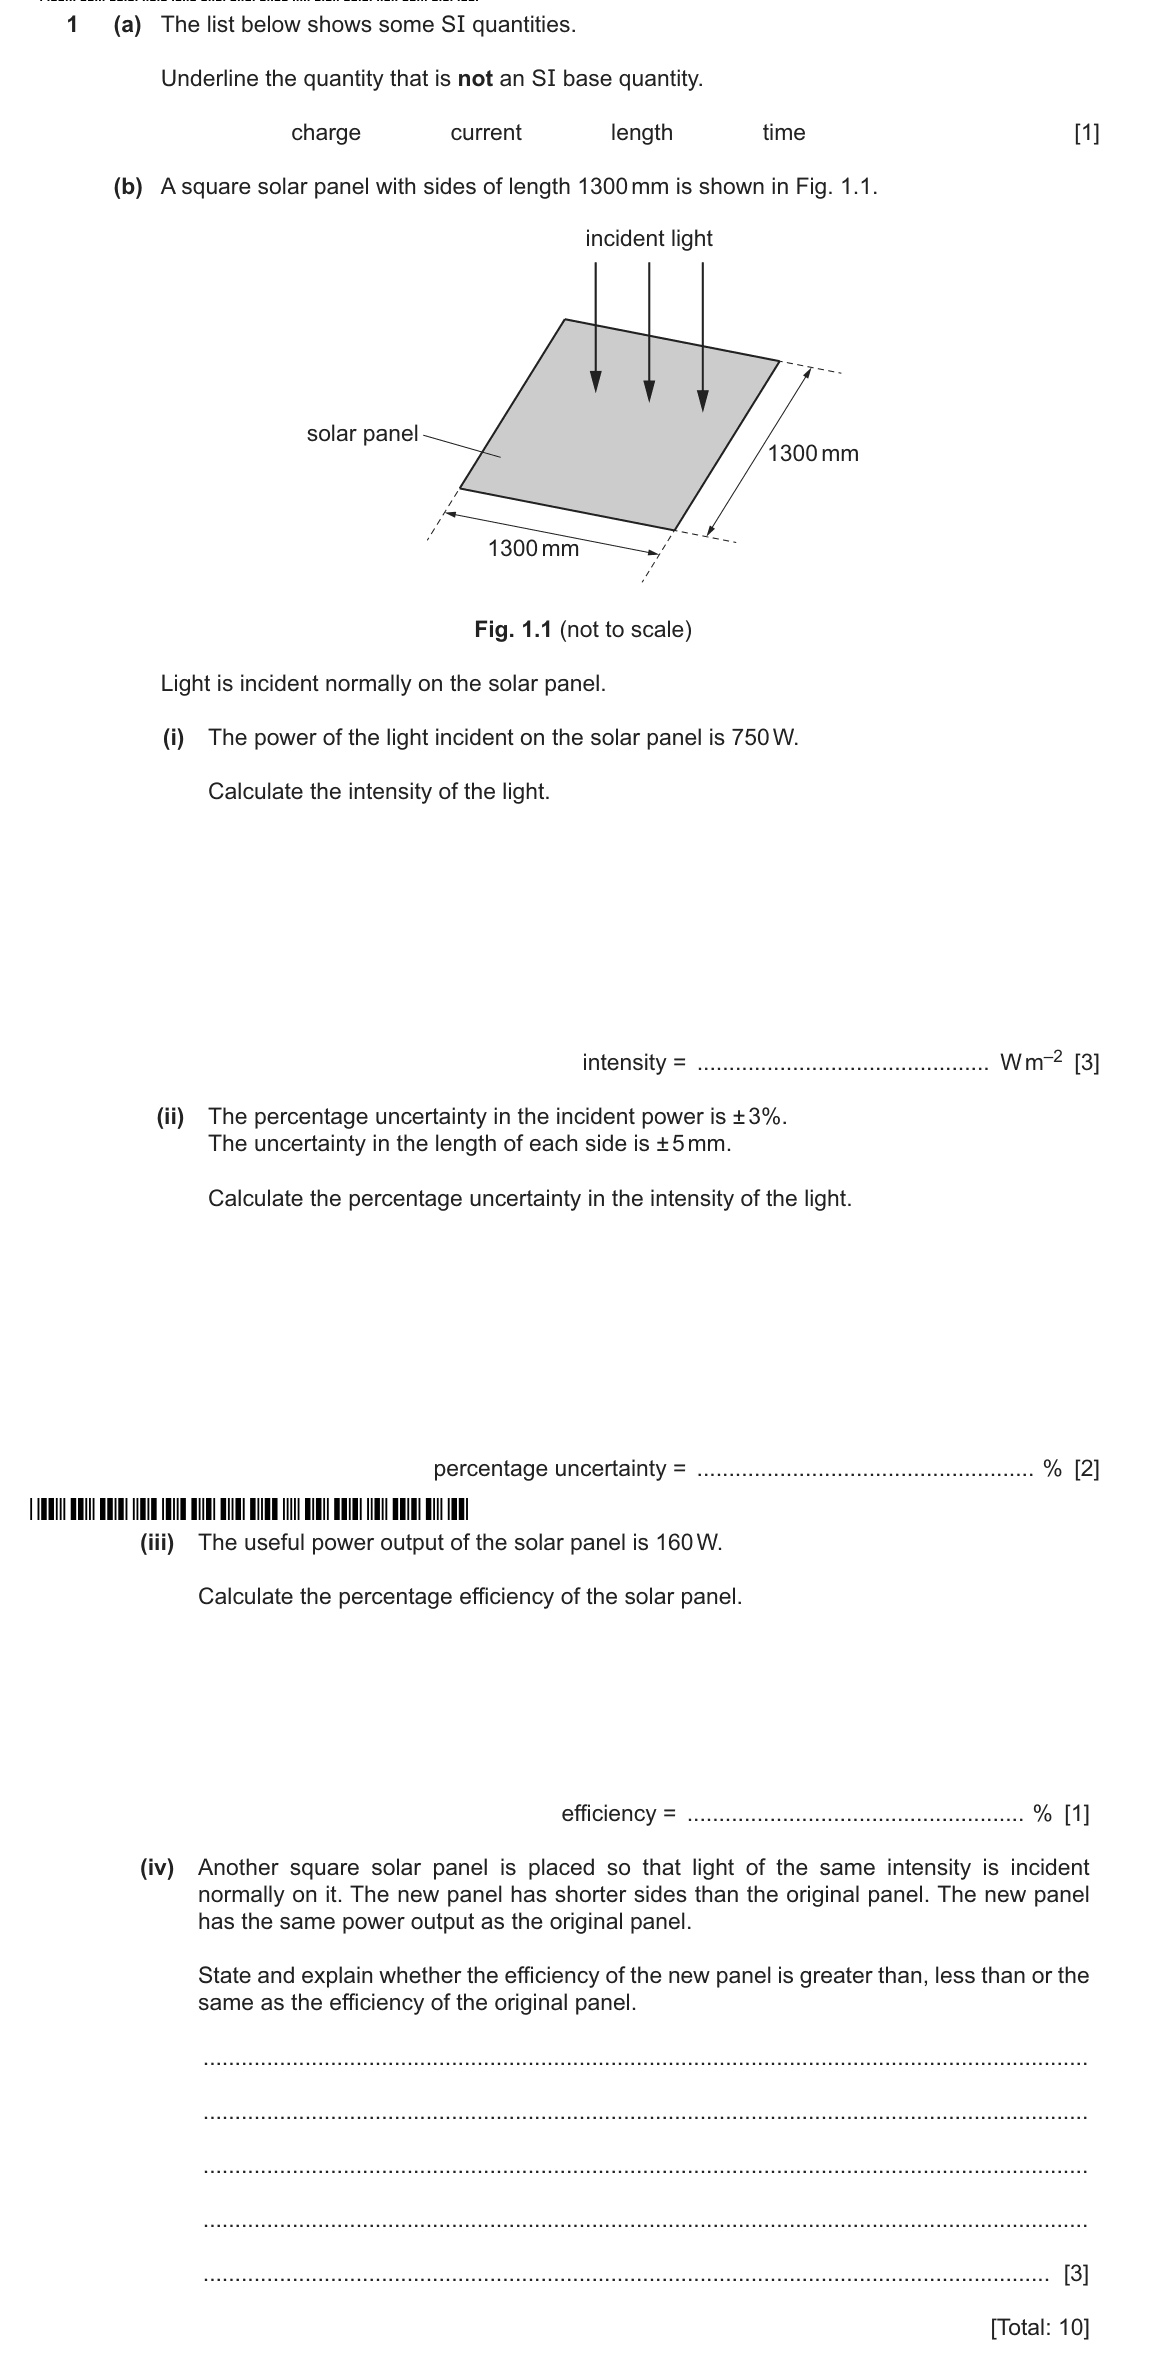 1 (a) The list below shows some SI quantities.
Underline the quantity that is not an SI base quantity.
charge current length time [1]
(b) A square solar panel with sides of length 1300 mm is shown in Fig. 1.1.
incident light
solar panel
1300 mm
1300 mm
Fig. 1.1 (not to scale)
Light is incident normally on the solar panel.
(i) The power of the light incident on the solar panel is 750 W.
Calculate the intensity of the light.
intensity = .............................................. W m⁻² [3]
(ii) The percentage uncertainty in the incident power is ±3%.
The uncertainty in the length of each side is ±5 mm.
Calculate the percentage uncertainty in the intensity of the light.
percentage uncertainty = ..................................................... % [2]
(iii) The useful power output of the solar panel is 160 W.
Calculate the percentage efficiency of the solar panel.
efficiency = ..................................................... % [1]
(iv) Another square solar panel is placed so that light of the same intensity is incident
normally on it. The new panel has shorter sides than the original panel. The new panel
has the same power output as the original panel.
State and explain whether the efficiency of the new panel is greater than, less than or the
same as the efficiency of the original panel.
...........................................................................................................................................
...........................................................................................................................................
...........................................................................................................................................
...........................................................................................................................................
..................................................................................................................................... [3]
[Total: 10]